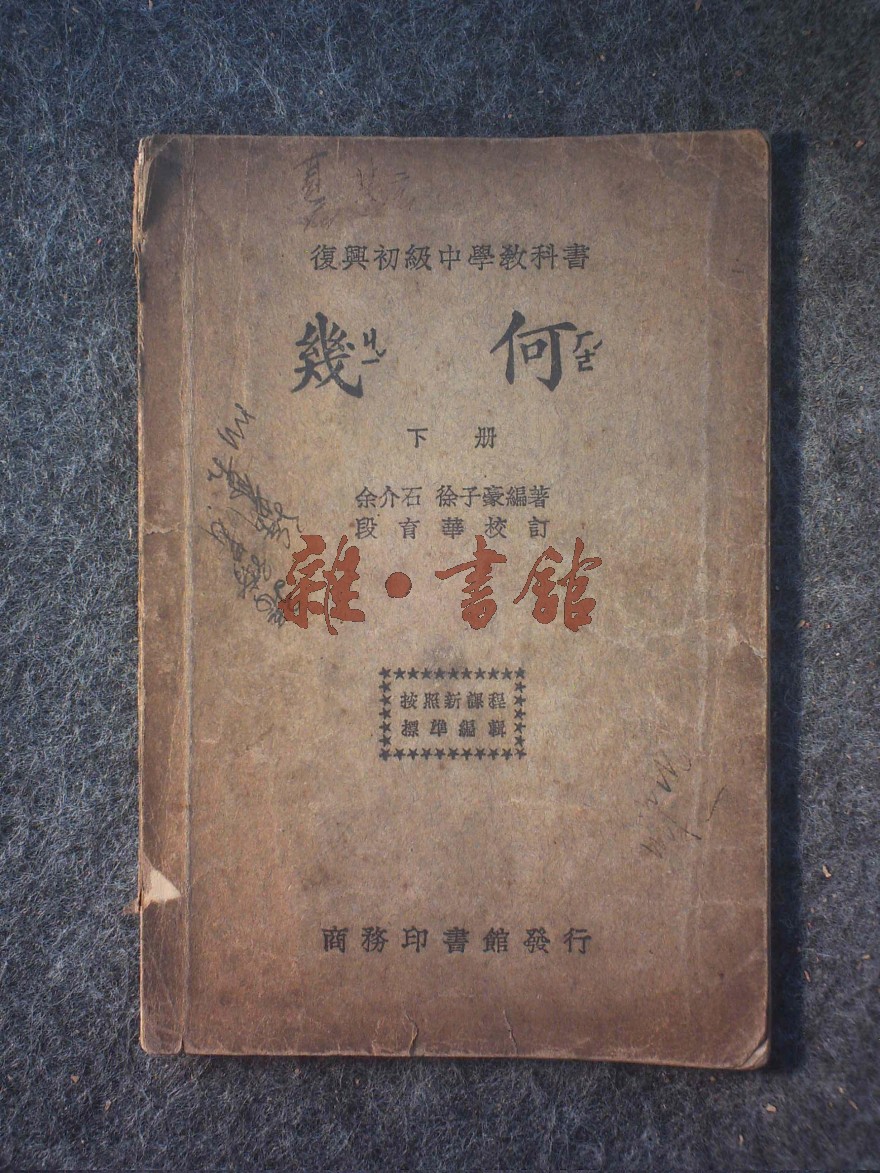 復興初級中學教科書
幾何
下册
余介石 徐子豪編著
段育華校訂
雜·書館
按照新課程
標準編輯
商務印書館發行